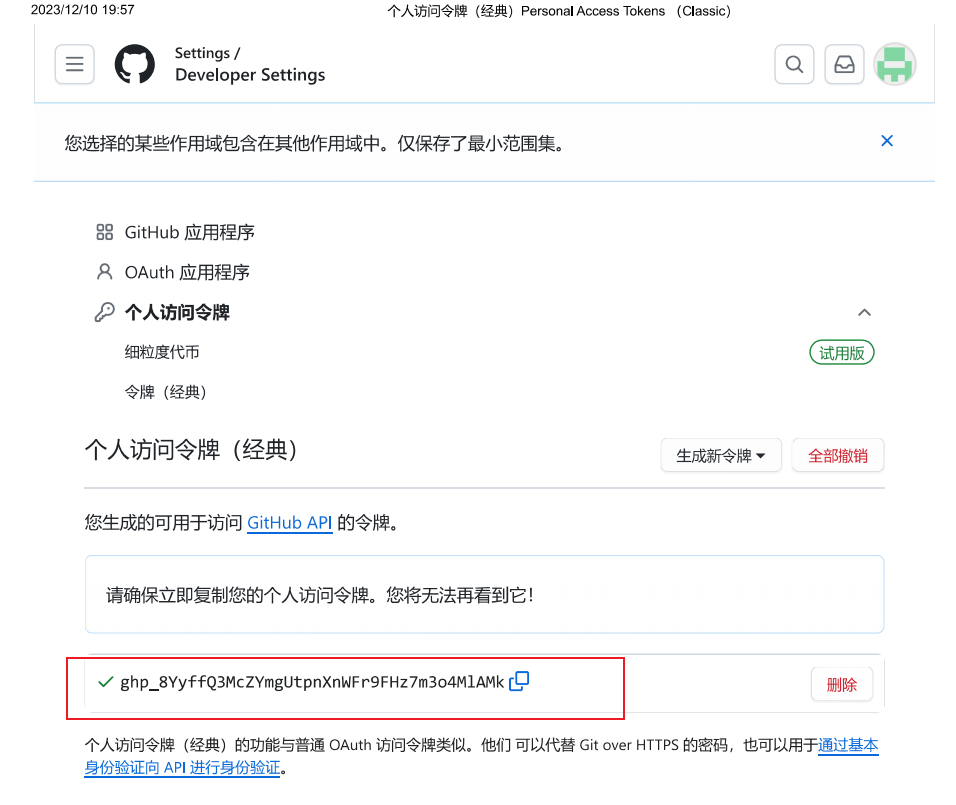 2023/12/10 19:57
个人访问令牌（经典）Personal Access Tokens （Classic）
Settings /
Developer Settings
您选择的某些作用域包含在其他作用域中。仅保存了最小范围集。
GitHub 应用程序
OAuth 应用程序
个人访问令牌
细粒度代币
试用版
令牌（经典）
个人访问令牌（经典）
生成新令牌
全部撤销
您生成的可用于访问 GitHub API 的令牌。
请确保立即复制您的个人访问令牌。您将无法再看到它！
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
删除
个人访问令牌（经典）的功能与普通 OAuth 访问令牌类似。他们 可以代替 Git over HTTPS 的密码，也可以用于通过基本
身份验证向 API 进行身份验证。